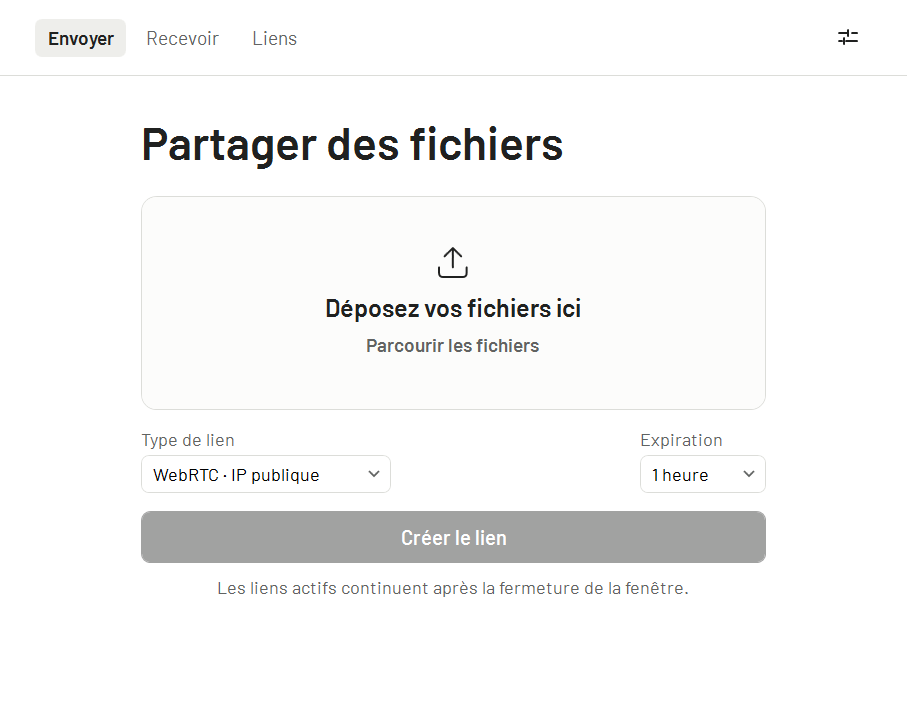 Envoyer Recevoir Liens
Partager des fichiers
Déposez vos fichiers ici
Parcourir les fichiers
Type de lien Expiration
WebRTC · IP publique 1 heure
Créer le lien
Les liens actifs continuent après la fermeture de la fenêtre.